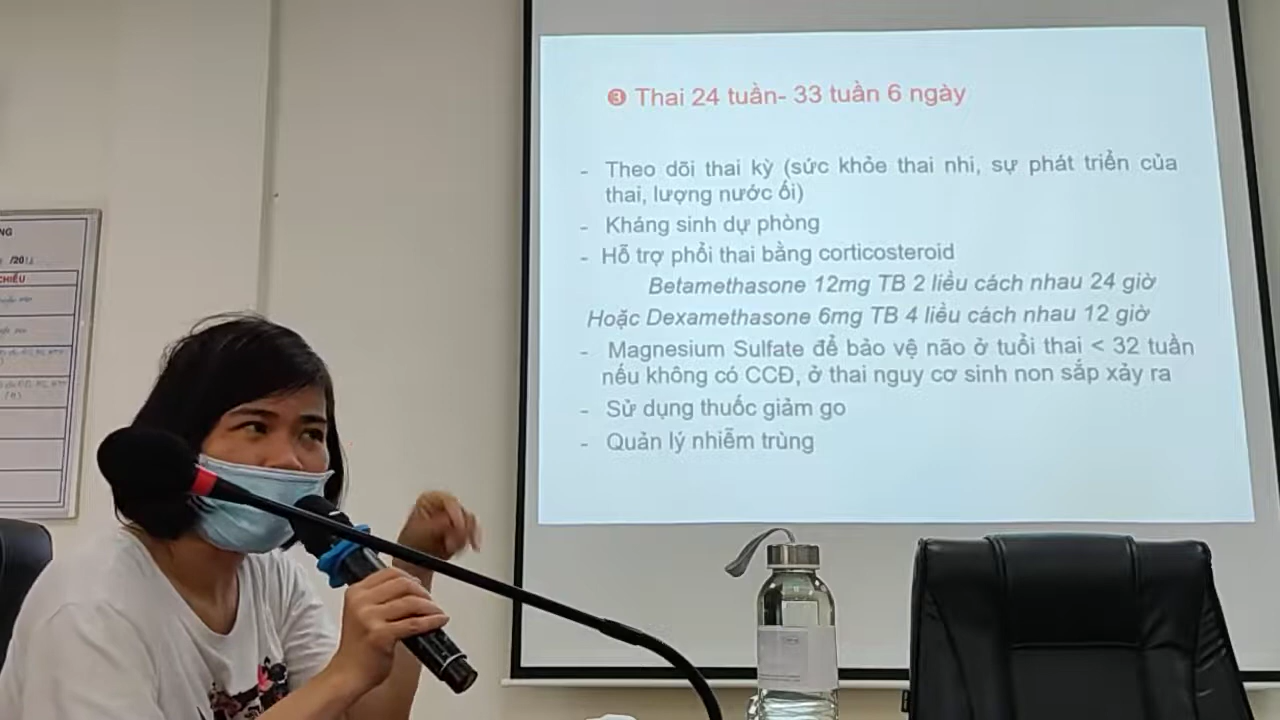 ❸ Thai 24 tuần- 33 tuần 6 ngày
- Theo dõi thai kỳ (sức khỏe thai nhi, sự phát triển của
thai, lượng nước ối)
- Kháng sinh dự phòng
- Hỗ trợ phổi thai bằng corticosteroid
Betamethasone 12mg TB 2 liều cách nhau 24 giờ
Hoặc Dexamethasone 6mg TB 4 liều cách nhau 12 giờ
- Magnesium Sulfate để bảo vệ não ở tuổi thai < 32 tuần
nếu không có CCĐ, ở thai nguy cơ sinh non sắp xảy ra
- Sử dụng thuốc giảm go
- Quản lý nhiễm trùng
NG
/20
CHIỀU